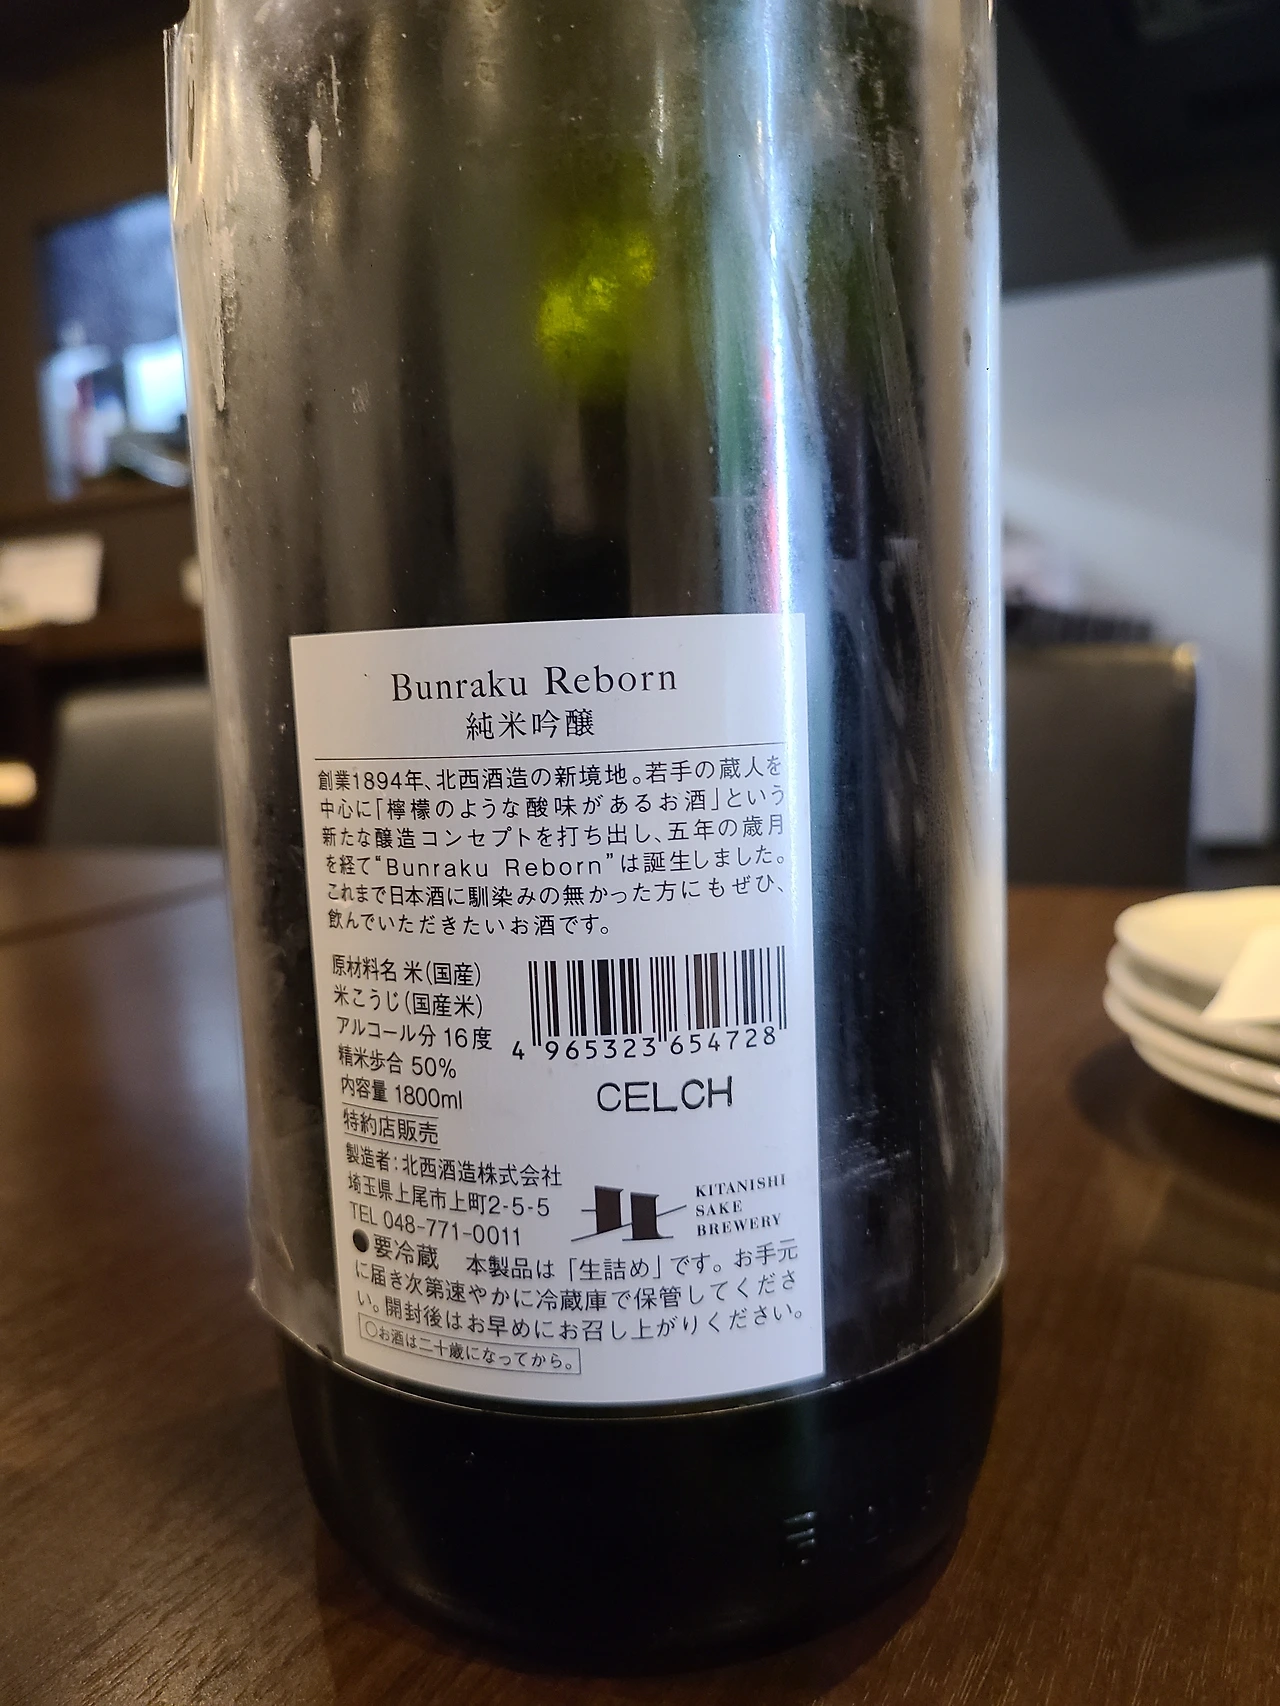 Bunraku Reborn
純米吟醸
創業1894年、北西酒造の新境地。若手の蔵人を
中心に「檸檬のような酸味があるお酒」という
新たな醸造コンセプトを打ち出し、五年の歳月
を経て“Bunraku Reborn”は誕生しました。
これまで日本酒に馴染みの無かった方にもぜひ、
飲んでいただきたいお酒です。
原材料名 米(国産)
米こうじ(国産米)
アルコール分 16度
精米歩合 50%
内容量 1800ml
特約店販売
4 965323 654728
CELCH
製造者:北西酒造株式会社
埼玉県上尾市上町2-5-5
TEL 048-771-0011
KITANISHI
SAKE
BREWERY
●要冷蔵 本製品は「生詰め」です。お手元
に届き次第速やかに冷蔵庫で保管してくださ
い。開封後はお早めにお召し上がりください。
○お酒は二十歳になってから。